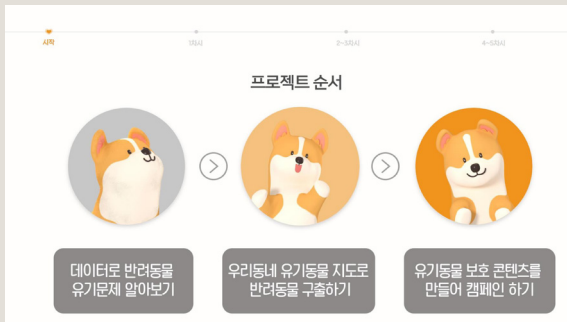 시작
1차시
2~3차시
4~5차시
프로젝트 순서
데이터로 반려동물
유기문제 알아보기
우리동네 유기동물 지도로
반려동물 구출하기
유기동물 보호 콘텐츠를
만들어 캠페인 하기